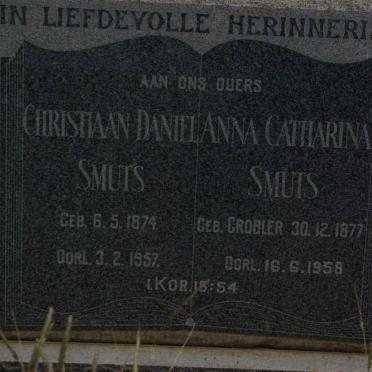 IN LIEFDEVOLLE HERINNERI
AAN ONS OUERS
CHRISTIAAN DANIEL ANNA CATHARINA
SMUTS SMUTS
GEB. 6.5.1874 GEB. GROBLER 30.12.1877
OORL. 3.2.1957. OORL. 16.6.1958
1 KOR. 15:54